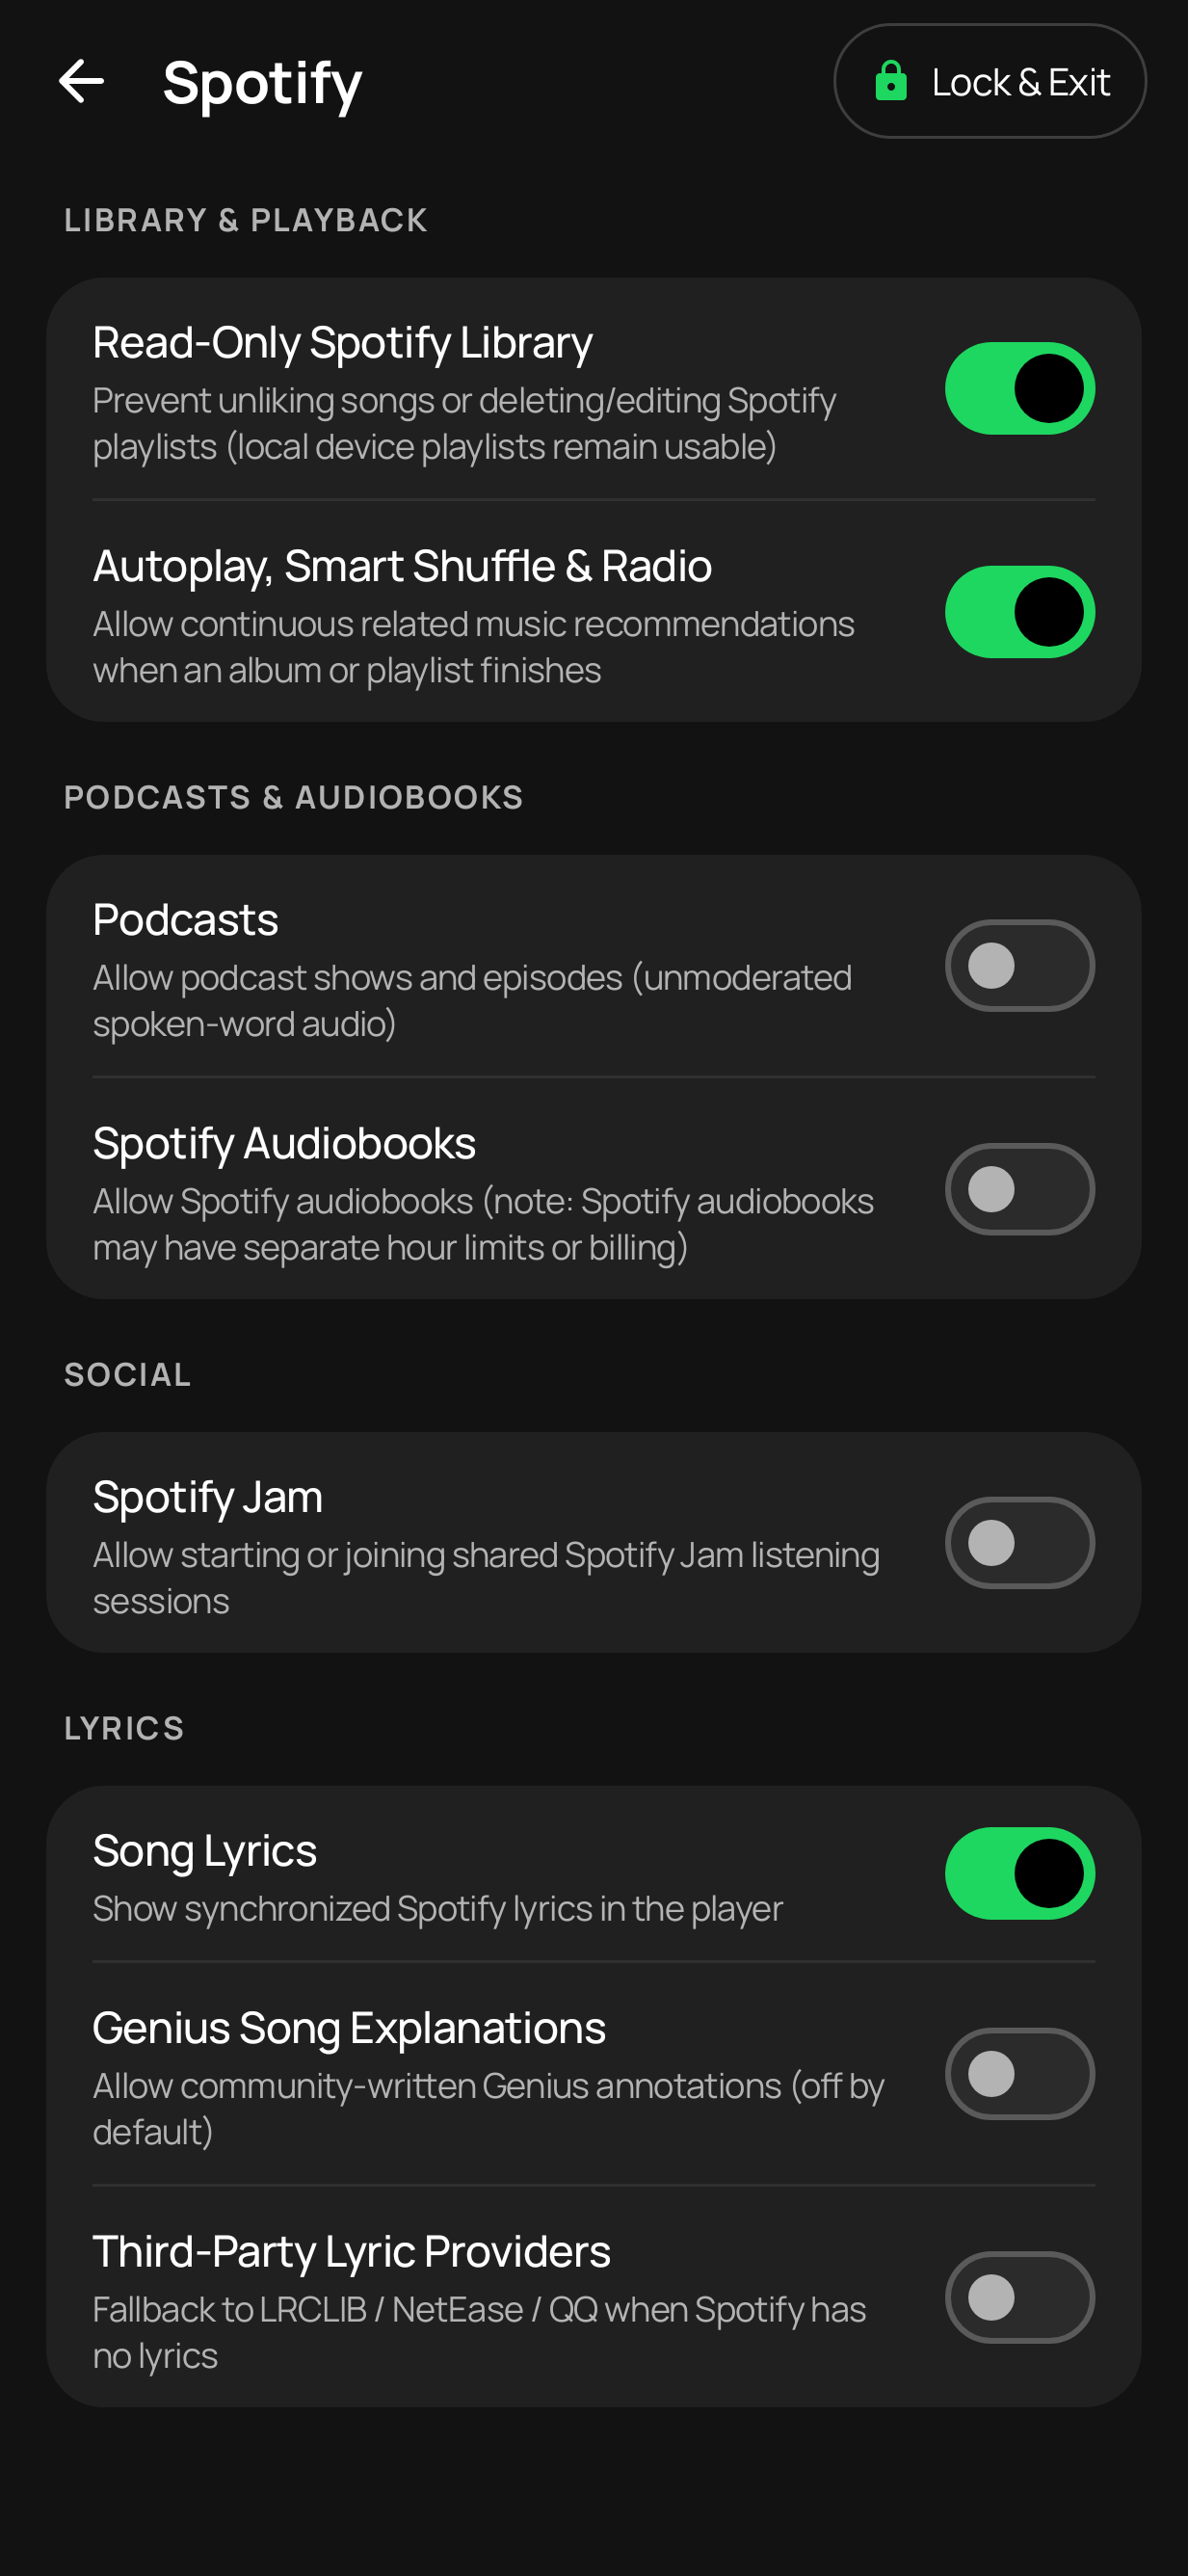 Spotify
Lock & Exit
LIBRARY & PLAYBACK
Read-Only Spotify Library
Prevent unliking songs or deleting/editing Spotify
playlists (local device playlists remain usable)
Autoplay, Smart Shuffle & Radio
Allow continuous related music recommendations
when an album or playlist finishes
PODCASTS & AUDIOBOOKS
Podcasts
Allow podcast shows and episodes (unmoderated
spoken-word audio)
Spotify Audiobooks
Allow Spotify audiobooks (note: Spotify audiobooks
may have separate hour limits or billing)
SOCIAL
Spotify Jam
Allow starting or joining shared Spotify Jam listening
sessions
LYRICS
Song Lyrics
Show synchronized Spotify lyrics in the player
Genius Song Explanations
Allow community-written Genius annotations (off by
default)
Third-Party Lyric Providers
Fallback to LRCLIB / NetEase / QQ when Spotify has
no lyrics